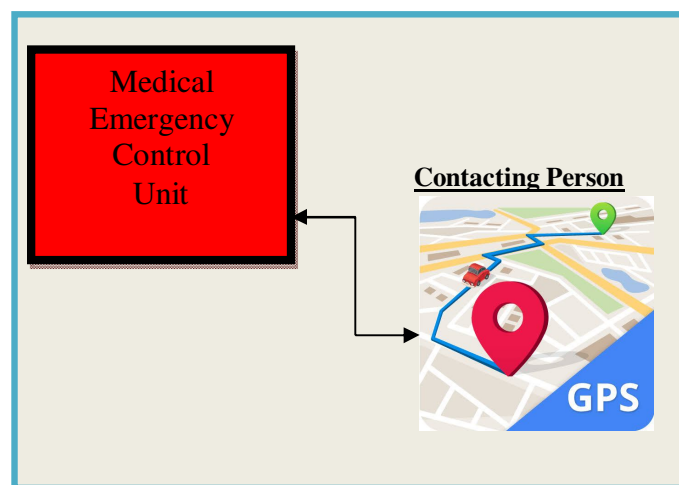 Medical
Emergency
Control
Unit
Contacting Person
GPS